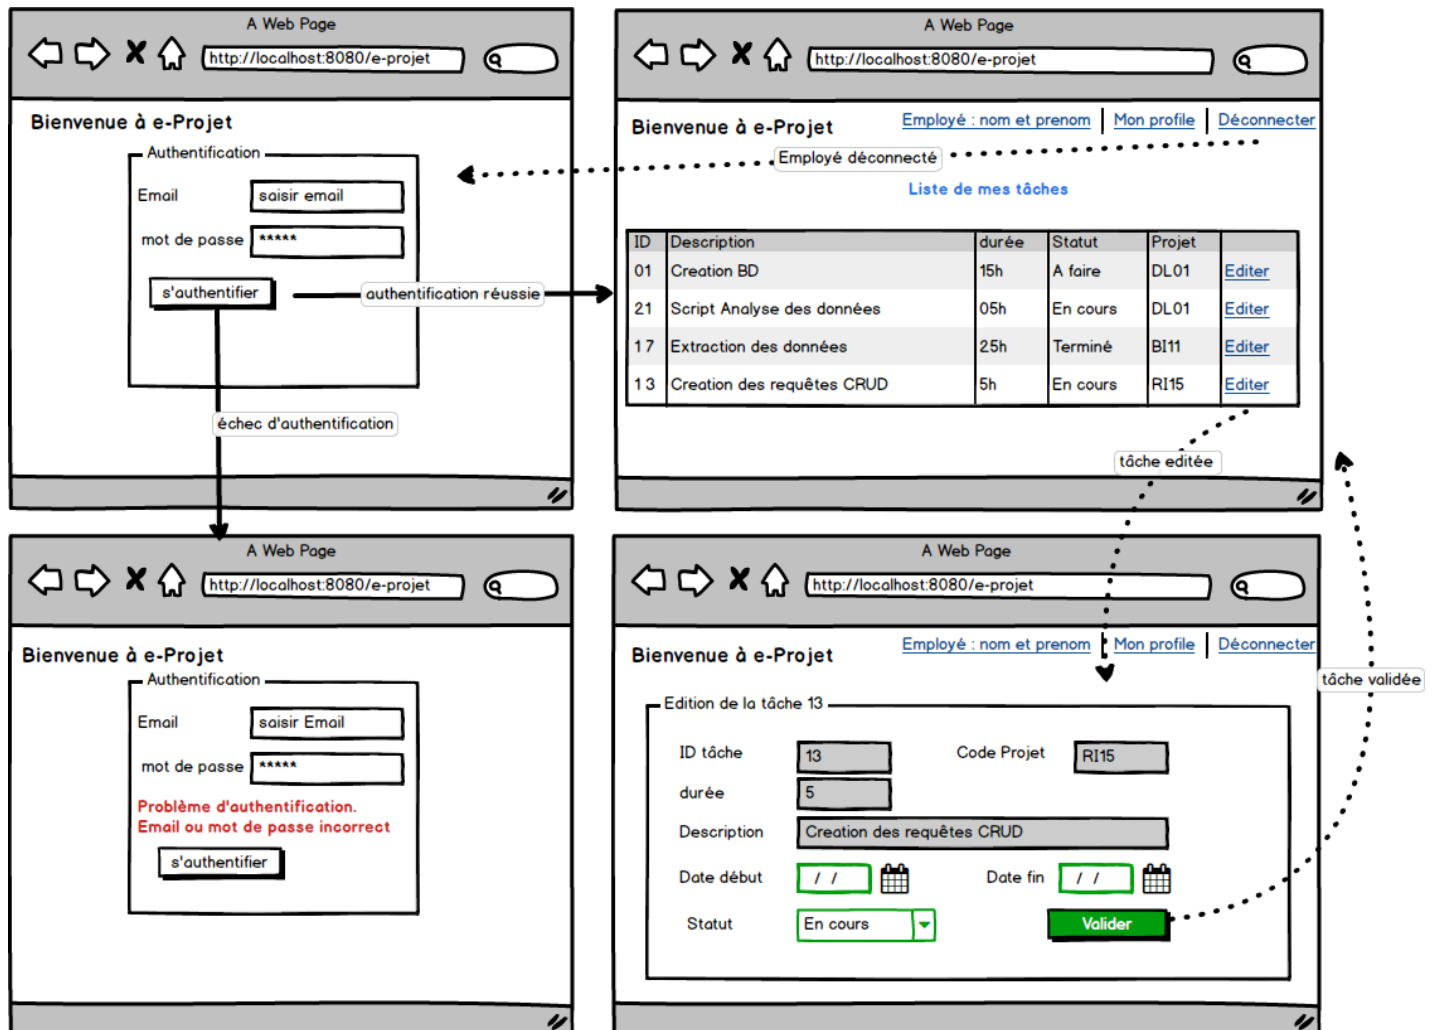 A Web Page
http://localhost:8080/e-projet
Bienvenue à e-Projet
Authentification
Email
saisir email
mot de passe
*****
s'authentifier
authentification réussie
échec d'authentification
A Web Page
http://localhost:8080/e-projet
Bienvenue à e-Projet
Employé : nom et prenom
Mon profile
Déconnecter
Employé déconnecté
Liste de mes tâches
ID Description durée Statut Projet
01 Creation BD 15h A faire DL01 Editer
21 Script Analyse des données 05h En cours DL01 Editer
17 Extraction des données 25h Terminé BI11 Editer
13 Creation des requêtes CRUD 5h En cours RI15 Editer
tâche editée
A Web Page
http://localhost:8080/e-projet
Bienvenue à e-Projet
Authentification
Email
saisir Email
mot de passe
*****
Problème d'authentification.
Email ou mot de passe incorrect
s'authentifier
A Web Page
http://localhost:8080/e-projet
Bienvenue à e-Projet
Employé : nom et prenom
Mon profile
Déconnecter
tâche validée
Edition de la tâche 13
ID tâche 13 Code Projet RI15
durée 5
Description Creation des requêtes CRUD
Date début / / Date fin / /
Statut En cours Valider